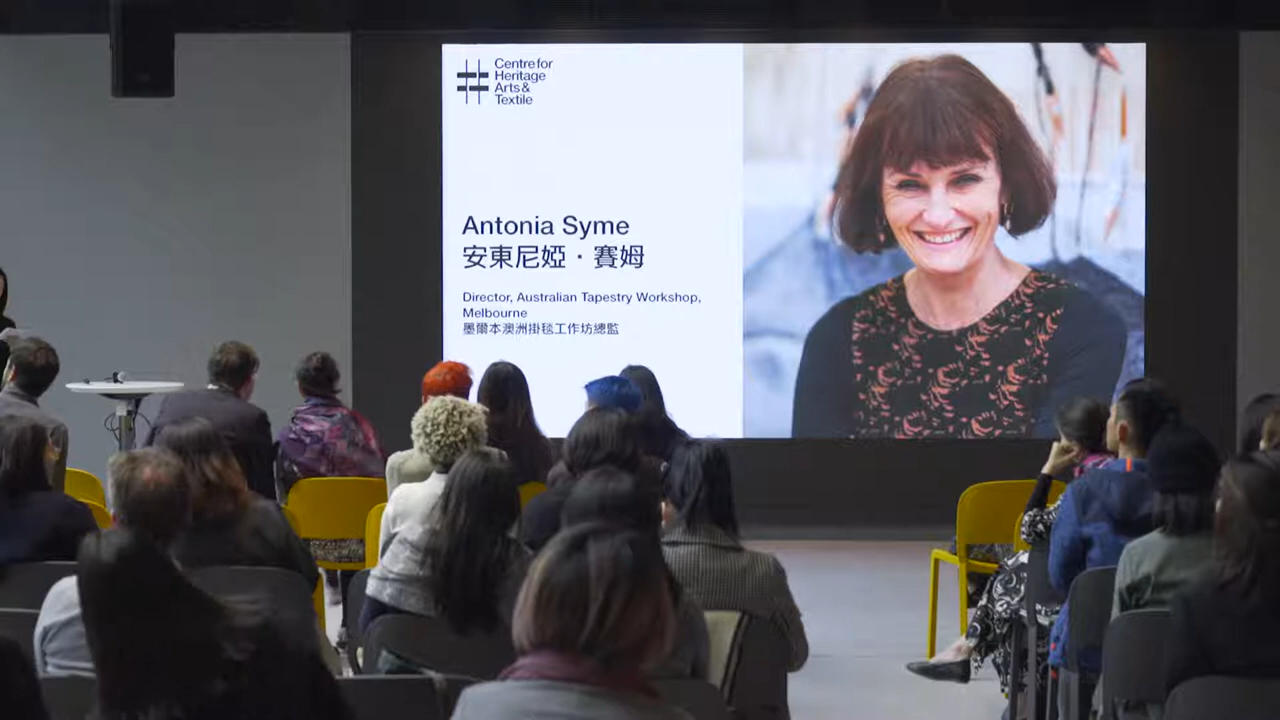 Centre for
Heritage
Arts &
Textile
Antonia Syme
安東尼婭・賽姆
Director, Australian Tapestry Workshop,
Melbourne
墨爾本澳洲掛毯工作坊總監